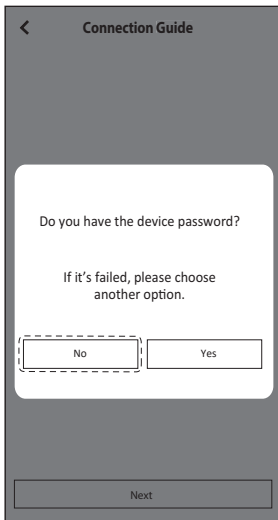 Connection Guide
Do you have the device password?
If it's failed, please choose
another option.
No
Yes
Next